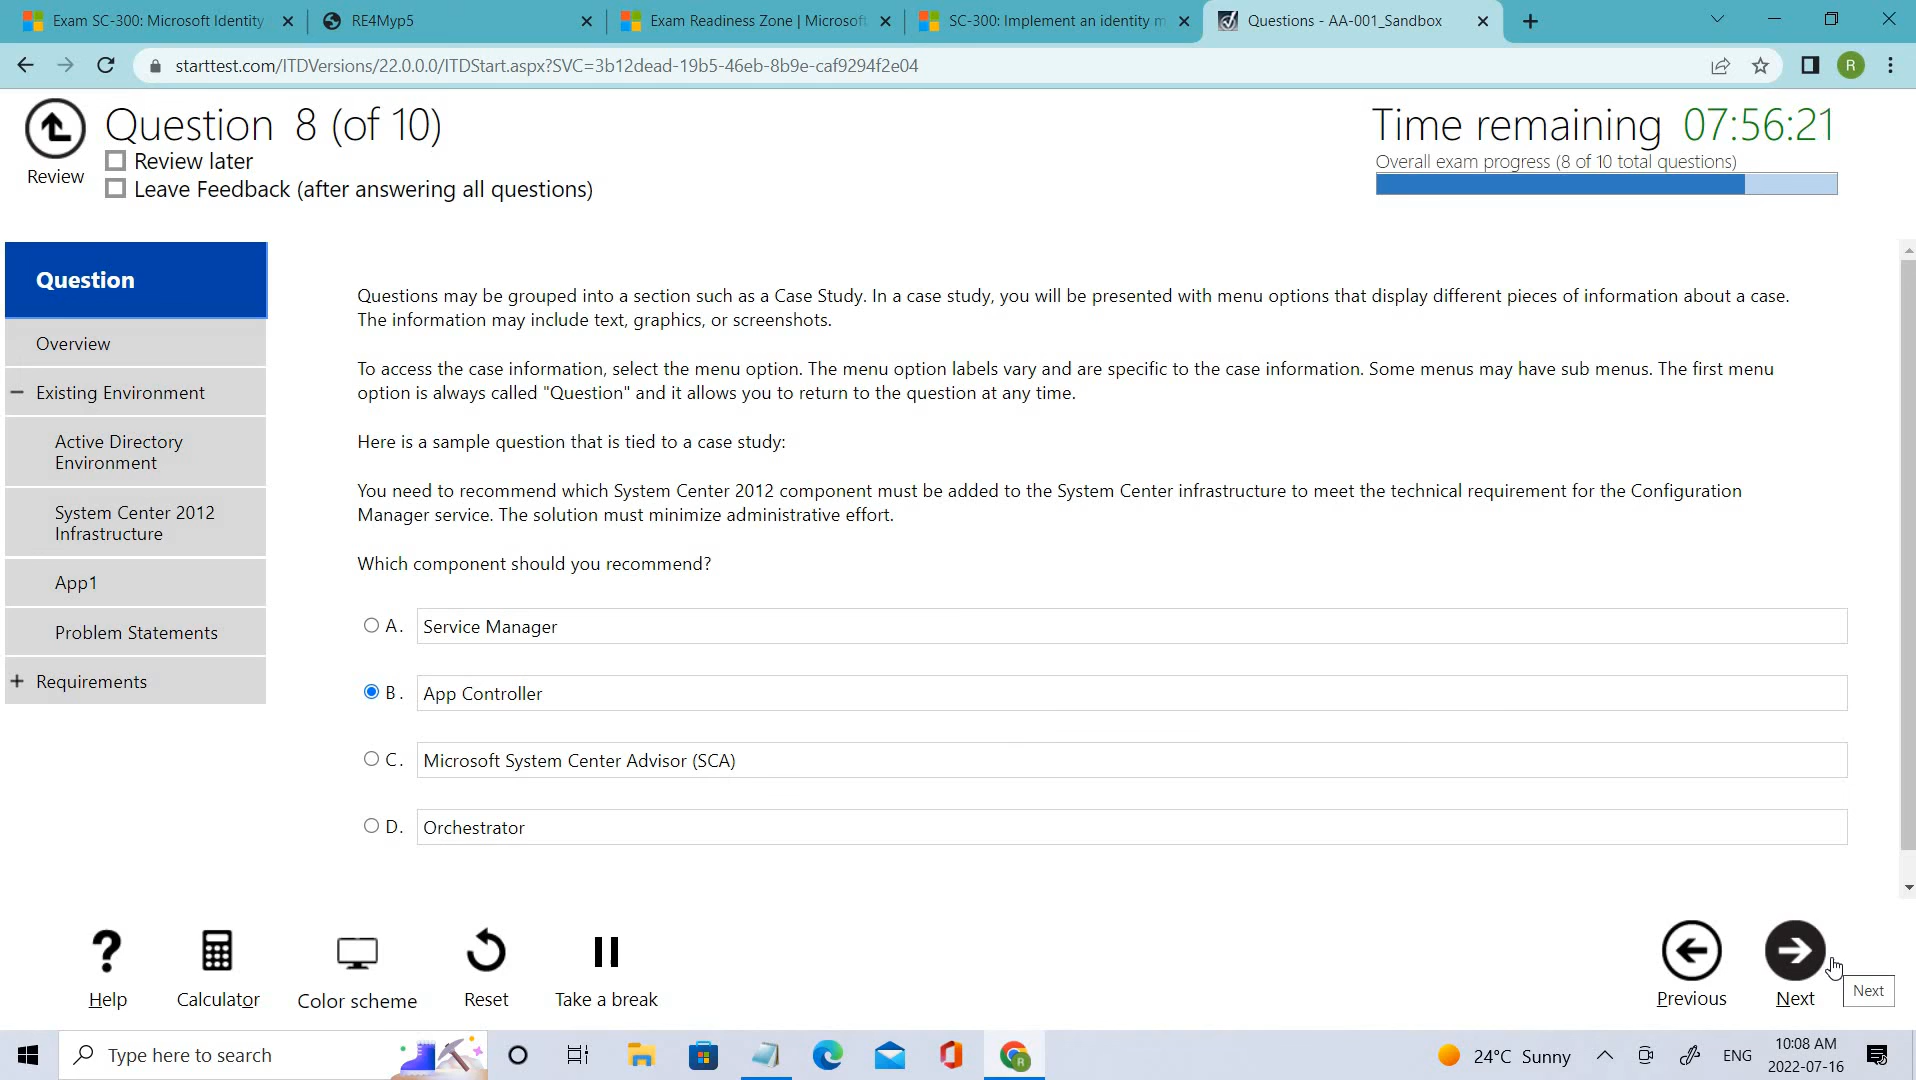 Exam SC-300: Microsoft Identity
RE4Myp5
Exam Readiness Zone | Microsoft
SC-300: Implement an identity m
Questions - AA-001_Sandbox
starttest.com/ITDVersions/22.0.0.0/ITDStart.aspx?SVC=3b12dead-19b5-46eb-8b9e-caf9294f2e04
R
Review
Question 8 (of 10)
Review later
Leave Feedback (after answering all questions)
Time remaining 07:56:21
Overall exam progress (8 of 10 total questions)
Question
Overview
Existing Environment
Active Directory
Environment
System Center 2012
Infrastructure
App1
Problem Statements
Requirements
Questions may be grouped into a section such as a Case Study. In a case study, you will be presented with menu options that display different pieces of information about a case.
The information may include text, graphics, or screenshots.
To access the case information, select the menu option. The menu option labels vary and are specific to the case information. Some menus may have sub menus. The first menu
option is always called "Question" and it allows you to return to the question at any time.
Here is a sample question that is tied to a case study:
You need to recommend which System Center 2012 component must be added to the System Center infrastructure to meet the technical requirement for the Configuration
Manager service. The solution must minimize administrative effort.
Which component should you recommend?
A. Service Manager
B. App Controller
C. Microsoft System Center Advisor (SCA)
D. Orchestrator
Help
Calculator
Color scheme
Reset
Take a break
Previous
Next
Next
Type here to search
R
24°C Sunny
ENG
10:08 AM
2022-07-16